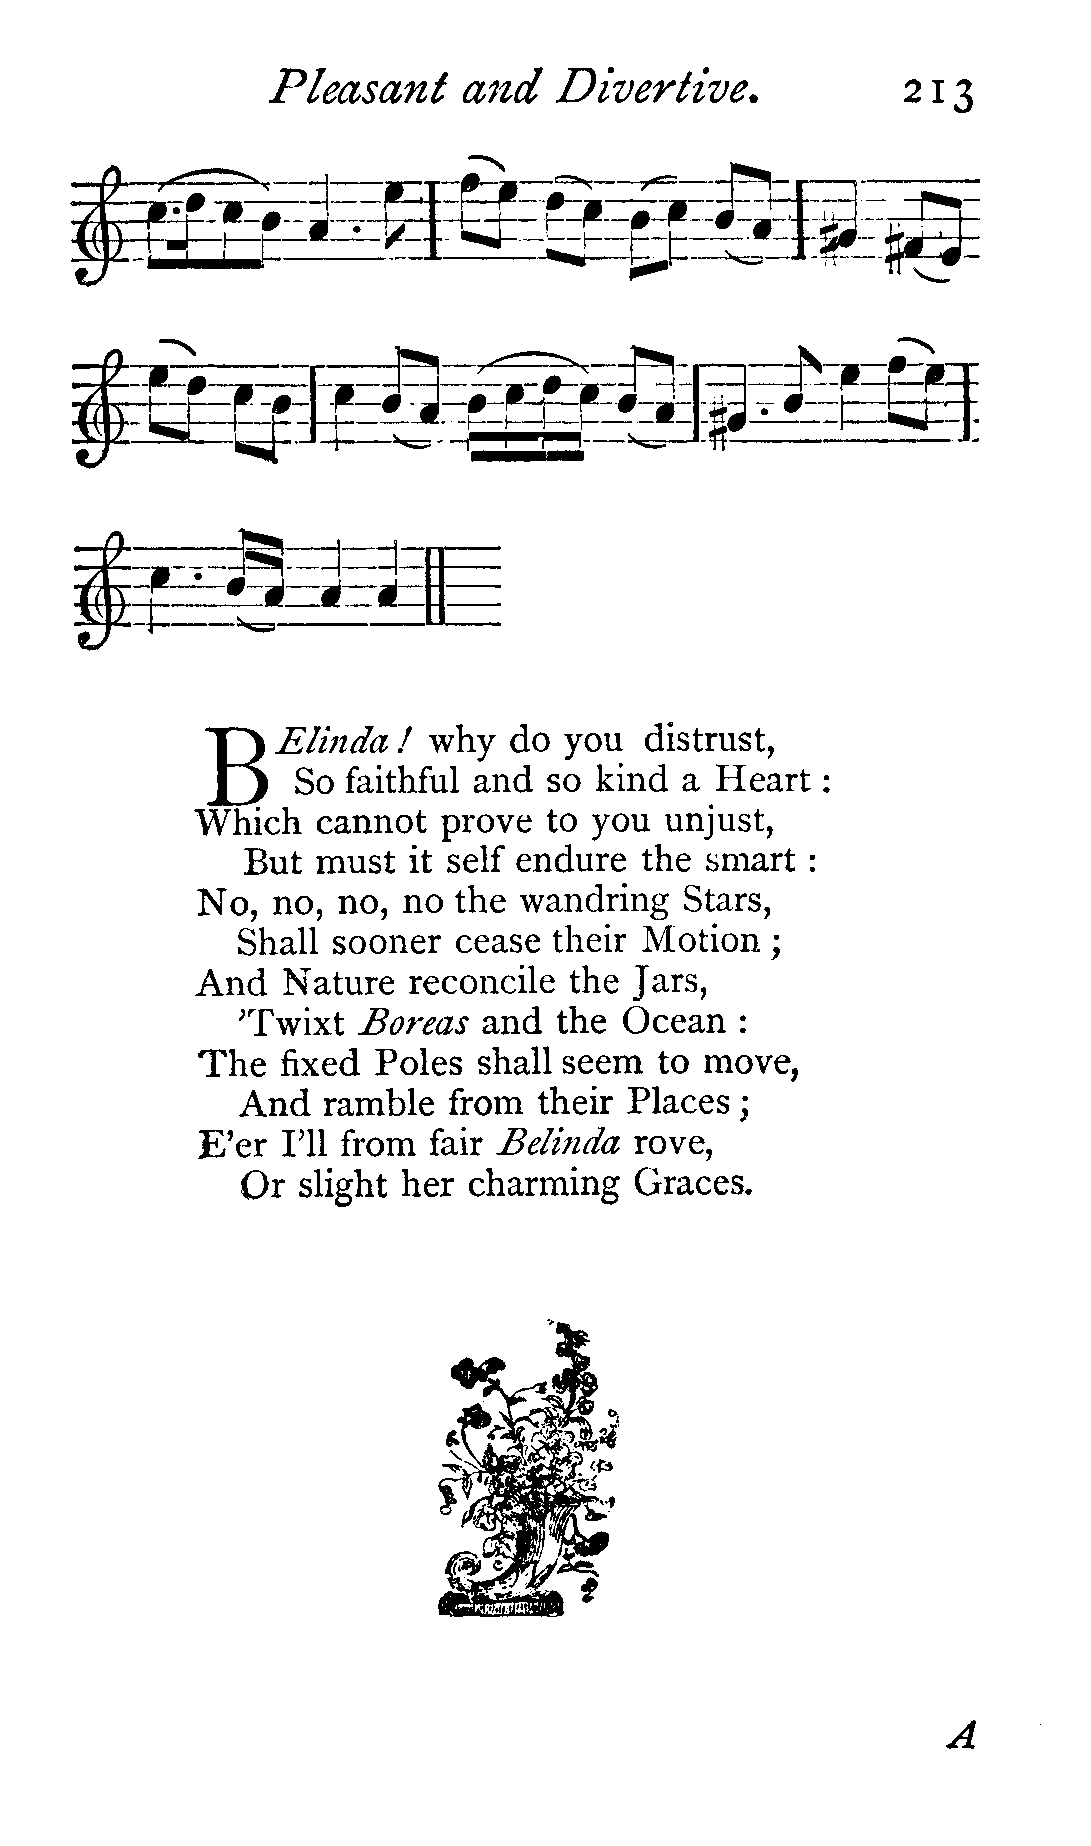 Pleasant and Divertive. 213
BElinda! why do you distrust,
So faithful and so kind a Heart :
Which cannot prove to you unjust,
But must it self endure the smart :
No, no, no, no the wandring Stars,
Shall sooner cease their Motion ;
And Nature reconcile the Jars,
’Twixt Boreas and the Ocean :
The fixed Poles shall seem to move,
And ramble from their Places ;
E’er I’ll from fair Belinda rove,
Or slight her charming Graces.
A